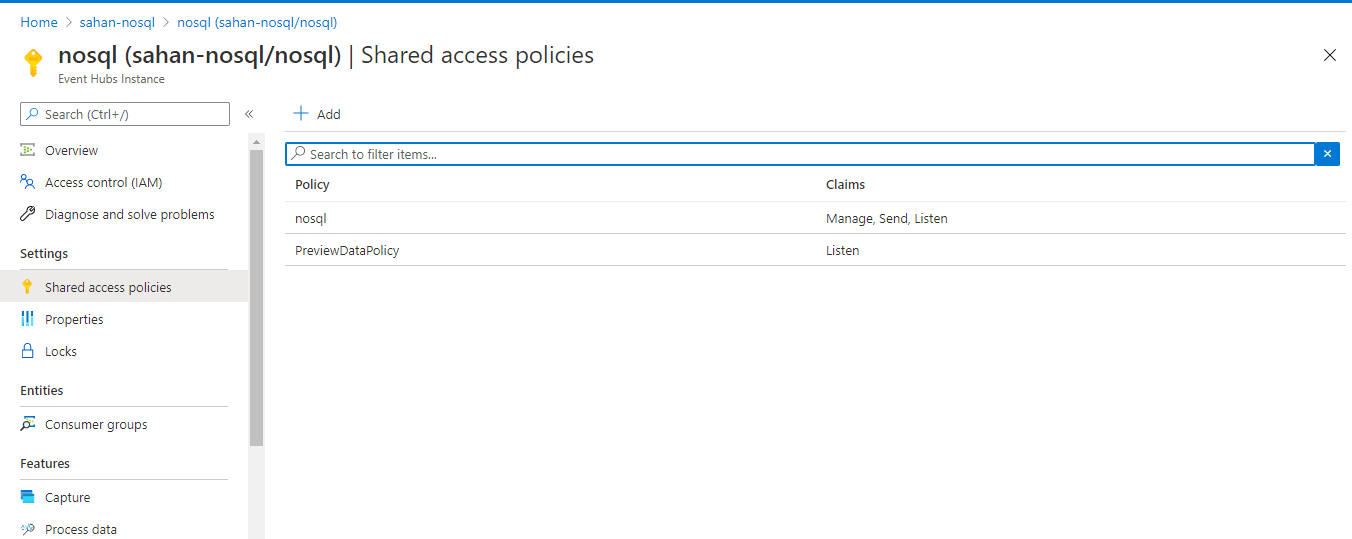 Home > sahan-nosql > nosql (sahan-nosql/nosql)
nosql (sahan-nosql/nosql) | Shared access policies
Event Hubs Instance
Search (Ctrl+/)
«
Overview
Access control (IAM)
Diagnose and solve problems
Settings
Shared access policies
Properties
Locks
Entities
Consumer groups
Features
Capture
Process data
Add
Search to filter items...
Policy Claims
nosql Manage, Send, Listen
PreviewDataPolicy Listen